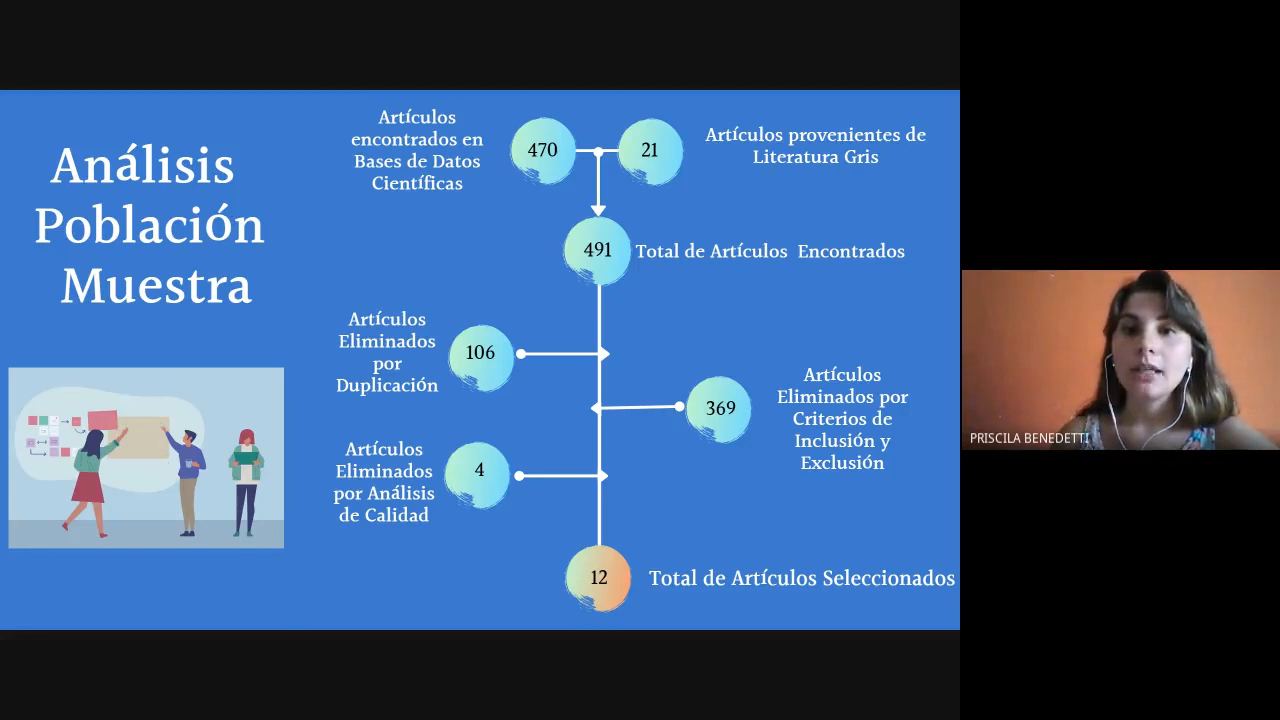 Análisis
Población
Muestra
Artículos
encontrados en
Bases de Datos
Científicas
470
21
Artículos provenientes de
Literatura Gris
491
Total de Artículos Encontrados
Artículos
Eliminados
por
Duplicación
106
369
Artículos
Eliminados por
Criterios de
Inclusión y
Exclusión
Artículos
Eliminados
por Análisis
de Calidad
4
12
Total de Artículos Seleccionados
PRISCILA BENEDETTI